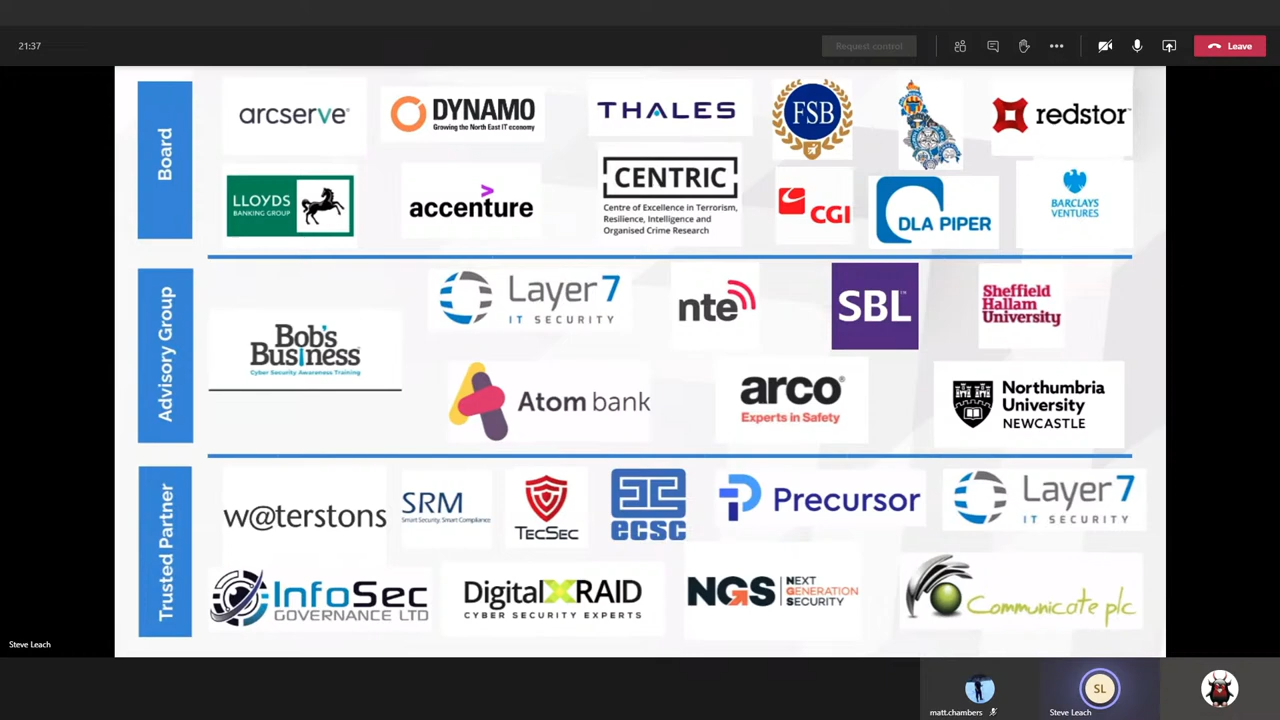 21:37
Request control
Leave
Board
arcserve®
DYNAMO
Growing the North East IT economy
THALES
FSB
redstor™
LLOYDS
BANKING GROUP
accenture
CENTRIC
Centre of Excellence in Terrorism,
Resilience, Intelligence and
Organised Crime Research
CGI
DLA PIPER
BARCLAYS
VENTURES
Advisory Group
Bob's
Business
Cyber Security Awareness Training
Layer 7
IT SECURITY
nte
SBL™
Sheffield
Hallam
University
Atom bank
arco®
Experts in Safety
Northumbria
University
NEWCASTLE
Trusted Partner
w@terstons
SRM
Smart Security. Smart Compliance
TECSEC
ecsc
Precursor
Layer 7
IT SECURITY
InfoSec
GOVERNANCE LTD
DigitalXRAID
CYBER SECURITY EXPERTS
NGS
NEXT
GENERATION
SECURITY
Communicate plc
Steve Leach
SL
matt.chambers
Steve Leach